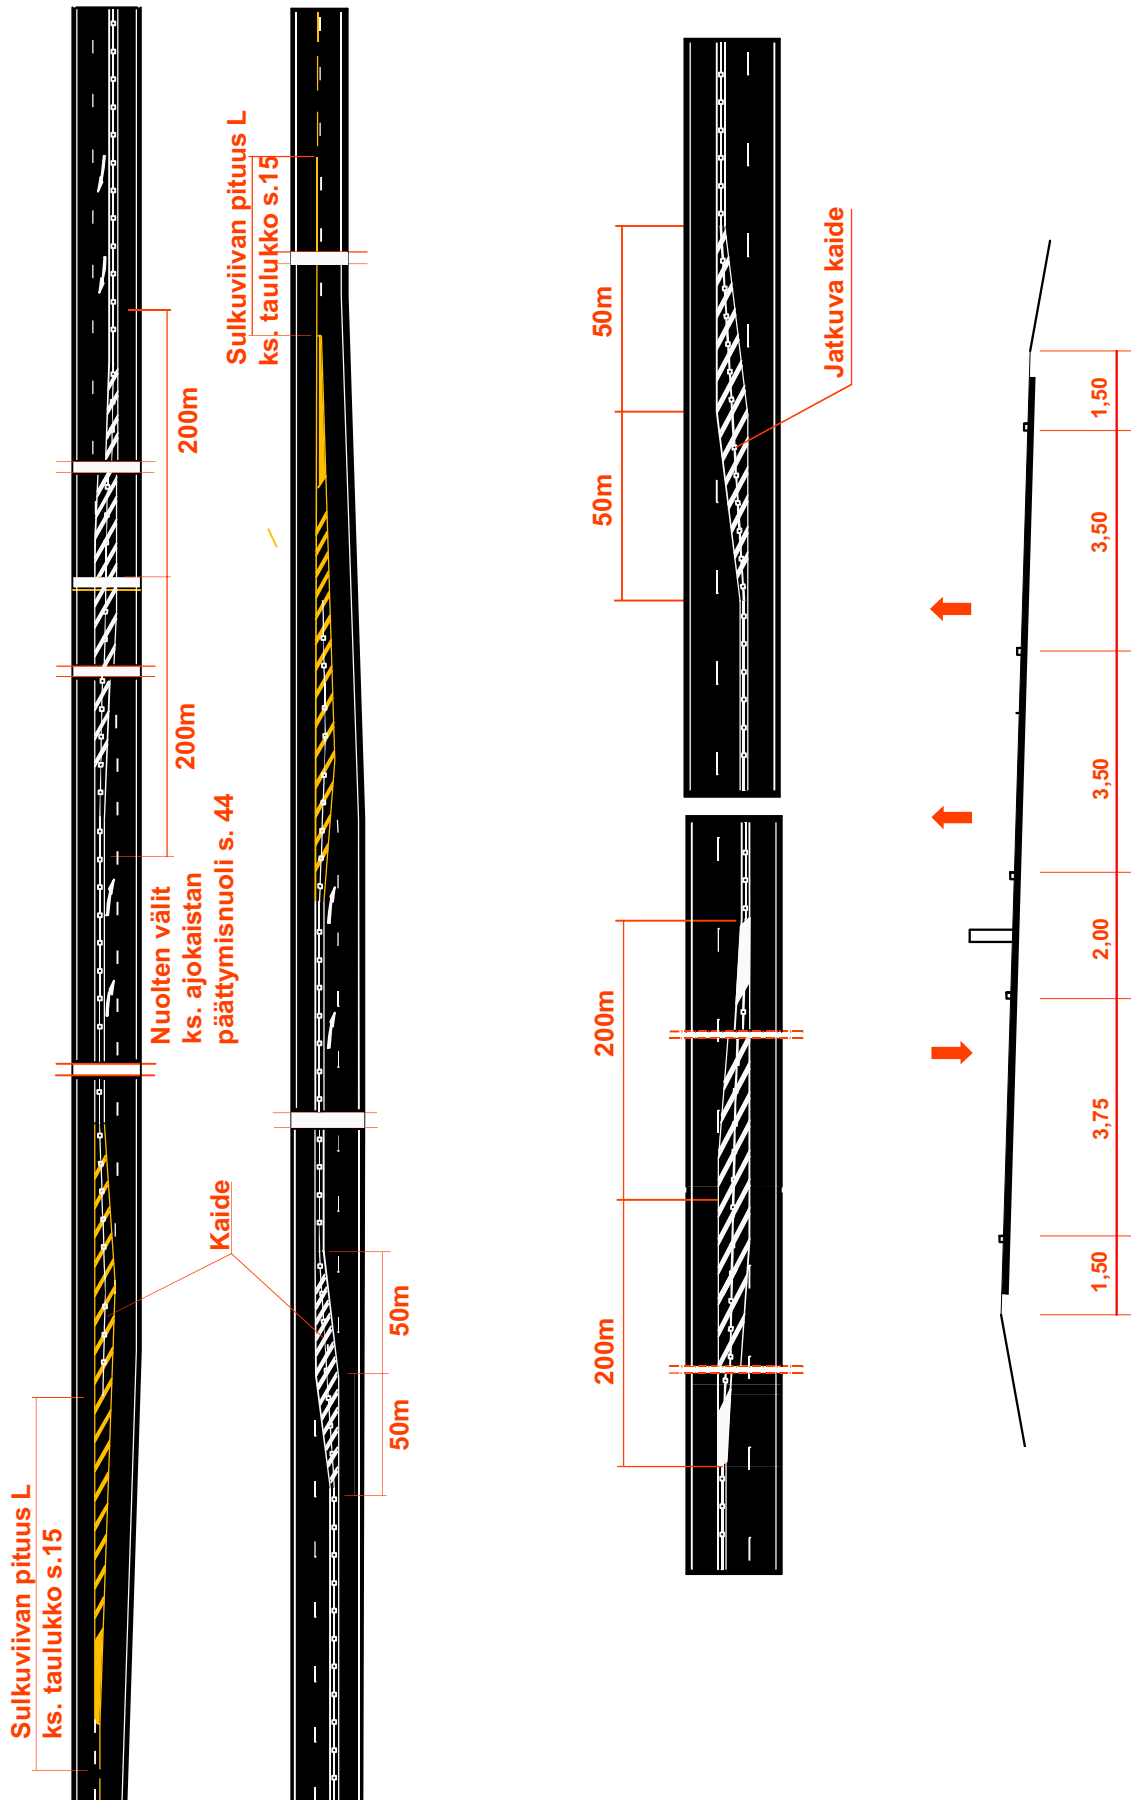 Sulkuviivan pituus L
ks. taulukko s.15
200m
200m
Nuolten välit
ks. ajokaistan
päättymisnuoli s. 44
Sulkuviivan pituus L
ks. taulukko s.15
Kaide
50m
50m
50m
50m
Jatkuva kaide
200m
200m
1,50
3,50
3,50
2,00
3,75
1,50